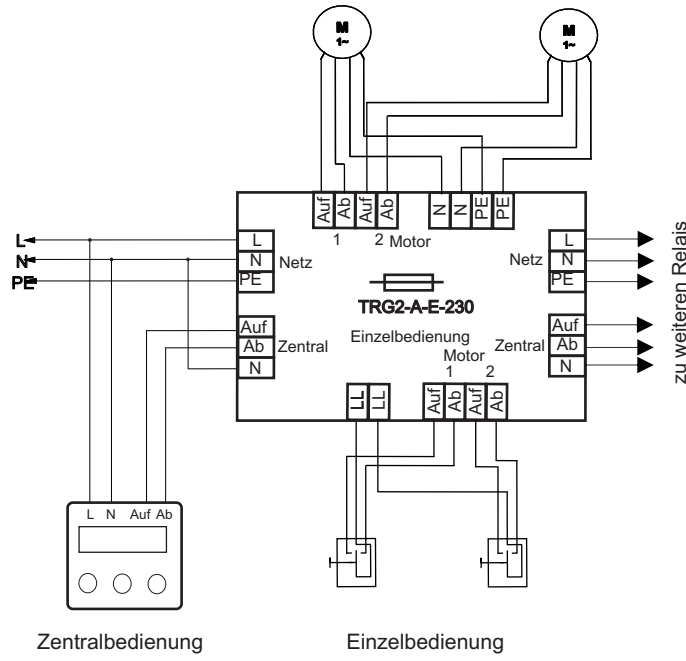 M
1~
M
1~
Auf
Ab
Auf
Ab
N
N
PE
PE
1
2 Motor
L
N
PE
L
N
PE
Netz
Netz
L
N
PE
TRG2-A-E-230
Auf
Ab
N
Zentral
Einzelbedienung
Motor
1
2
Zentral
Auf
Ab
N
zu weiteren Relais
LL
LL
Auf
Ab
Auf
Ab
L N Auf Ab
Zentralbedienung
Einzelbedienung